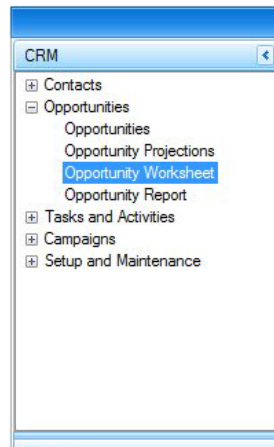 CRM
Contacts
Opportunities
Opportunities
Opportunity Projections
Opportunity Worksheet
Opportunity Report
Tasks and Activities
Campaigns
Setup and Maintenance